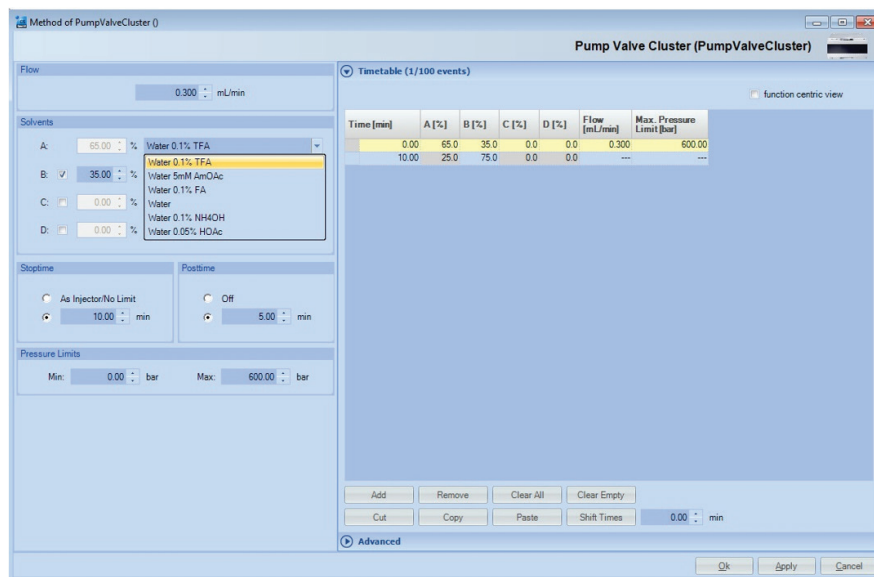 Method of PumpValveCluster ()
Pump Valve Cluster (PumpValveCluster)
Flow
0.300 mL/min
Solvents
A: 65.00 % Water 0.1% TFA
Water 0.1% TFA
B: 35.00 % Water 5mM AmOAc
Water 0.1% FA
C: 0.00 % Water
Water 0.1% NH4OH
D: 0.00 % Water 0.05% HOAc
Stoptime
As Injector/No Limit
10.00 min
Posttime
Off
5.00 min
Pressure Limits
Min: 0.00 bar Max: 600.00 bar
Timetable (1/100 events)
function centric view
Time [min] A [%] B [%] C [%] D [%] Flow [mL/min] Max. Pressure Limit [bar]
0.00 65.0 35.0 0.0 0.0 0.300 600.00
10.00 25.0 75.0 0.0 0.0 --- ---
Add Remove Clear All Clear Empty
Cut Copy Paste Shift Times 0.00 min
Advanced
Ok Apply Cancel